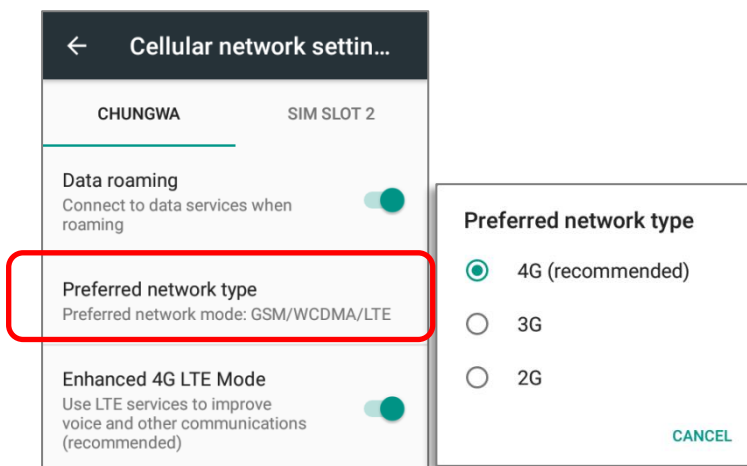 Cellular network settin...
CHUNGWA
SIM SLOT 2
Data roaming
Connect to data services when
roaming
Preferred network type
Preferred network mode: GSM/WCDMA/LTE
Enhanced 4G LTE Mode
Use LTE services to improve
voice and other communications
(recommended)
Preferred network type
4G (recommended)
3G
2G
CANCEL